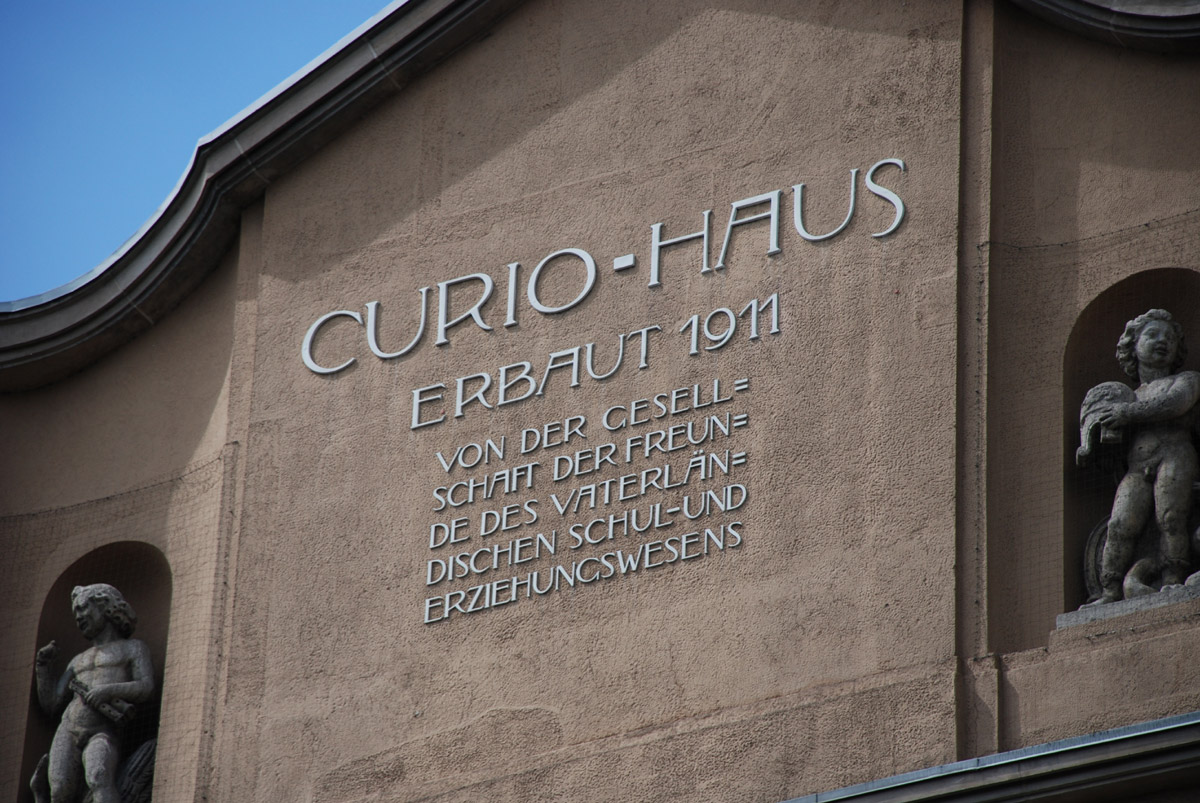 CURIO-HAUS
ERBAUT 1911
VON DER GESELL=
SCHAFT DER FREUN=
DE DES VATERLÄN=
DISCHEN SCHUL-UND
ERZIEHUNGSWESENS